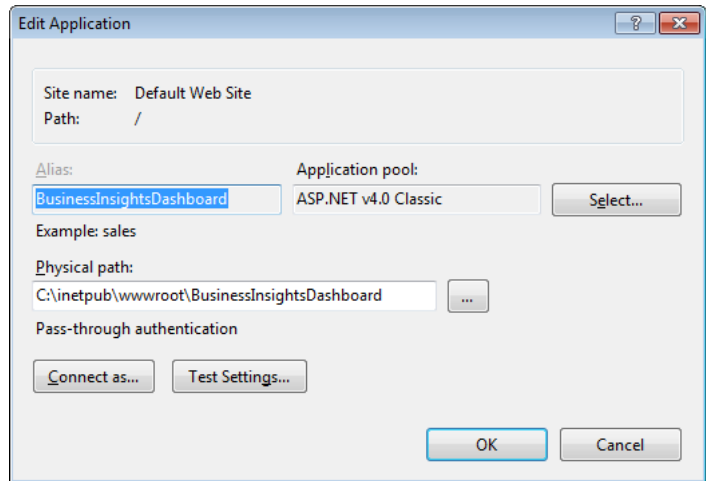 Edit Application
Site name: Default Web Site
Path: /
Alias: Application pool:
BusinessInsightsDashboard ASP.NET v4.0 Classic Select...
Example: sales
Physical path:
C:\inetpub\wwwroot\BusinessInsightsDashboard ...
Pass-through authentication
Connect as... Test Settings...
OK Cancel